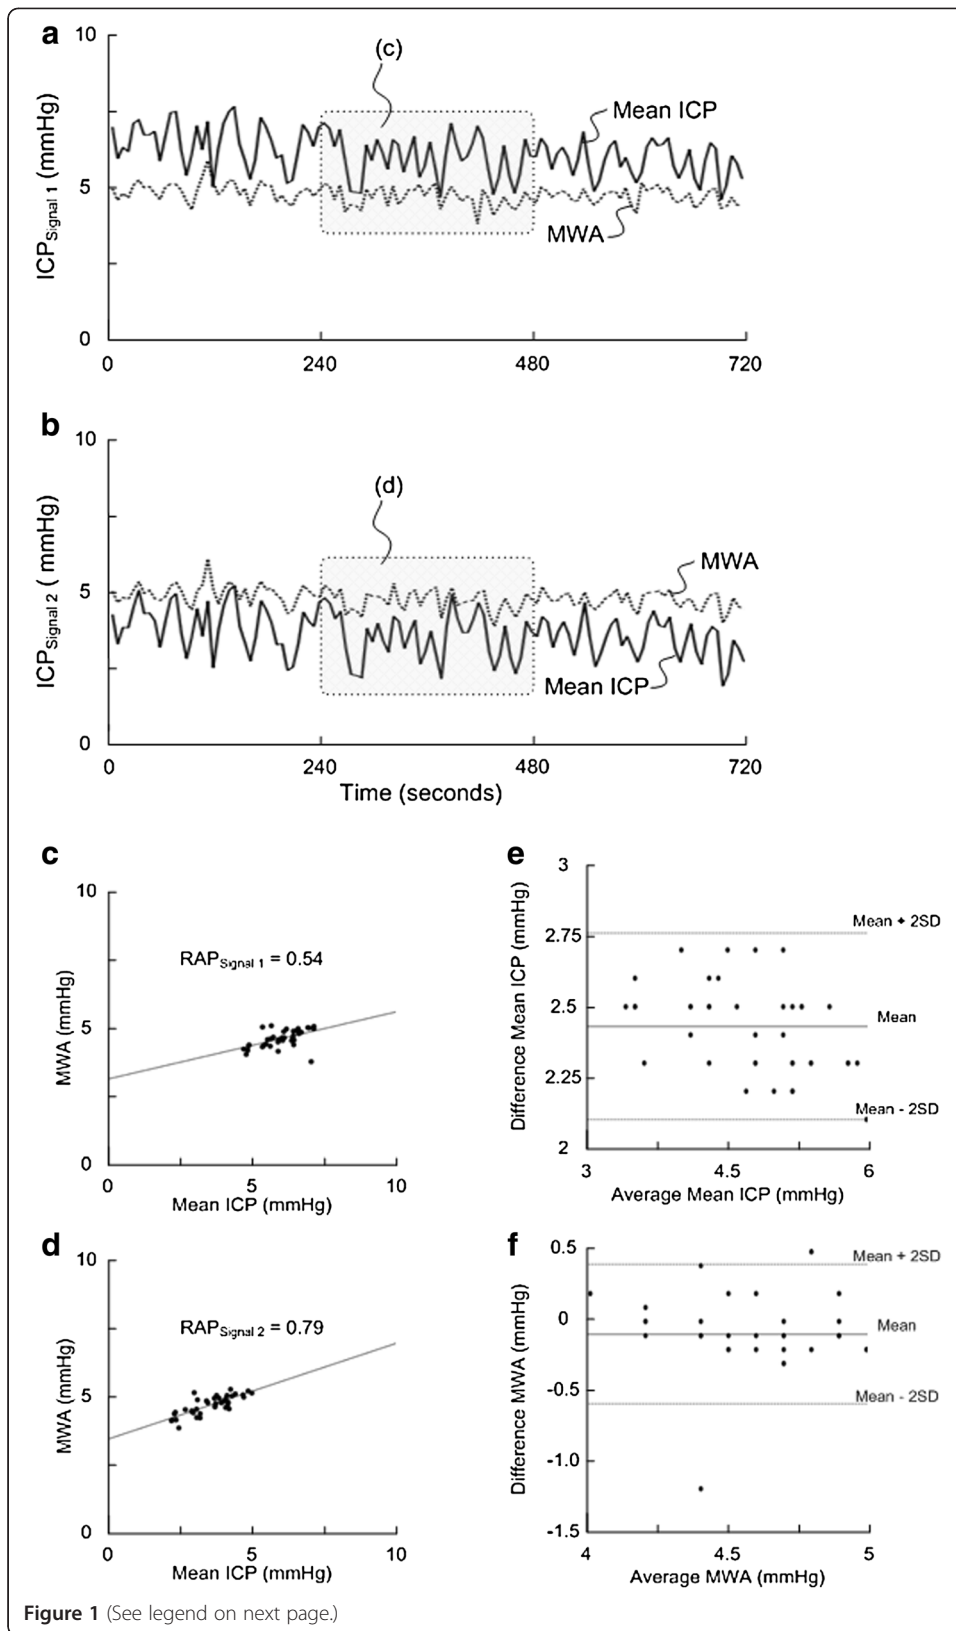 a
10
(c)
Mean ICP
5
MWA
ICPSignal 1 (mmHg)
0
0 240 480 720
b
10
(d)
MWA
5
Mean ICP
ICPSignal 2 ( mmHg)
0
0 240 480 720
Time (seconds)
c
10
RAPSignal 1 = 0.54
MWA (mmHg)
5
0
0 5 10
Mean ICP (mmHg)
e
3
Mean + 2SD
2.75
2.5
Mean
2.25
Mean - 2SD
2
Difference Mean ICP (mmHg)
3 4.5 6
Average Mean ICP (mmHg)
d
10
RAPSignal 2 = 0.79
MWA (mmHg)
5
0
0 5 10
Mean ICP (mmHg)
f
0.5
Mean + 2SD
0
Mean
-0.5
Mean - 2SD
-1.0
-1.5
Difference MWA (mmHg)
4 4.5 5
Average MWA (mmHg)
Figure 1 (See legend on next page.)